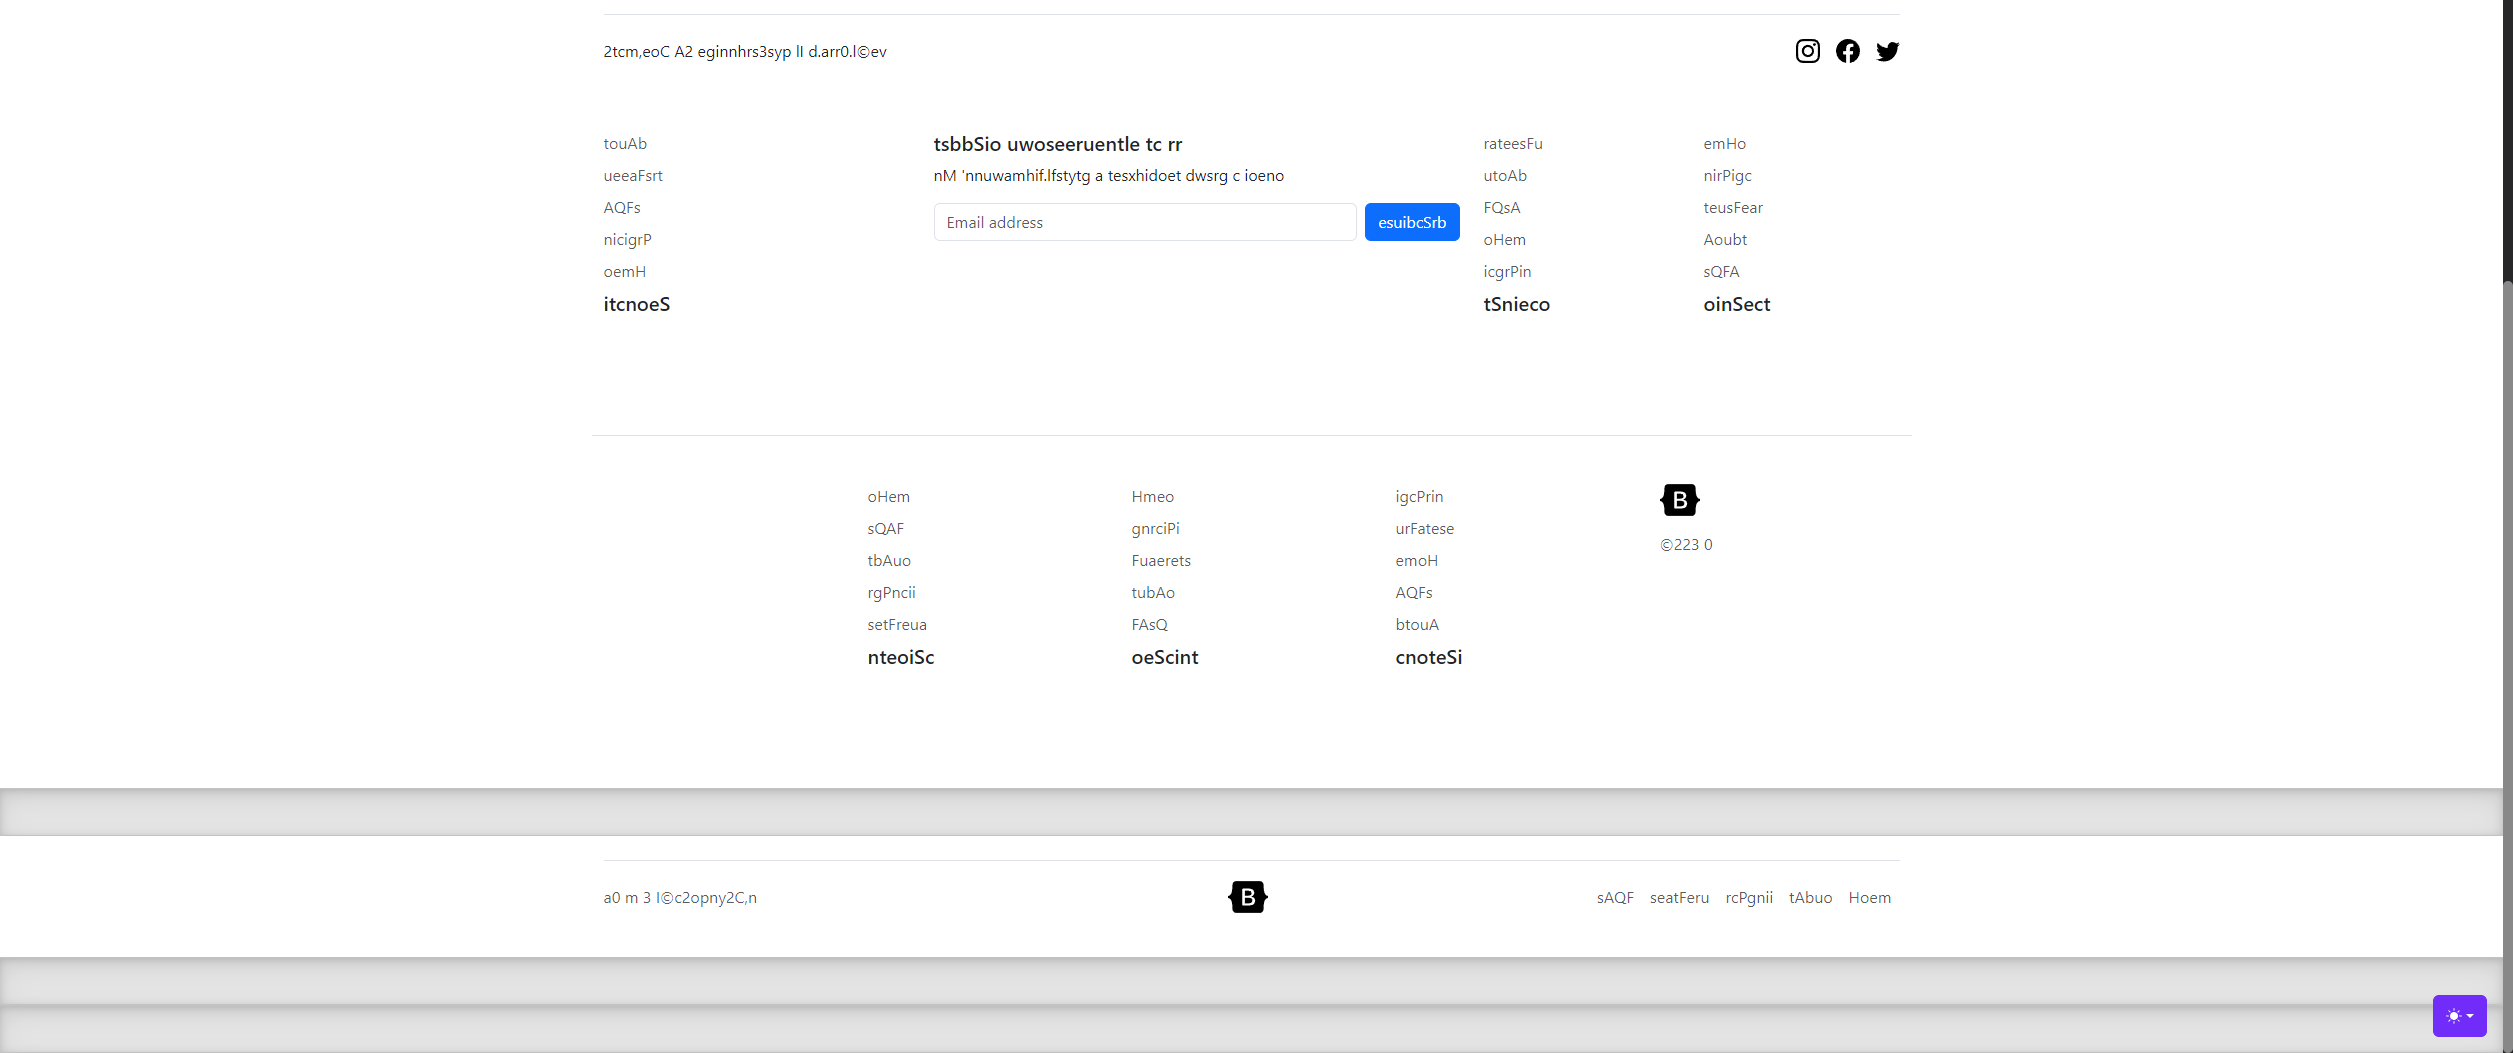 2tcm,eoC A2 eginnhrs3syp lI d.arr0.l©ev
touAb
ueeaFsrt
AQFs
nicigrP
oemH
itcnoeS
tsbbSio uwoseeruentle tc rr
nM 'nnuwamhif.lfstytg a tesxhidoet dwsrg c ioeno
Email address
esuibcSrb
rateesFu
utoAb
FQsA
oHem
icgrPin
tSnieco
emHo
nirPigc
teusFear
Aoubt
sQFA
oinSect
oHem
sQAF
tbAuo
rgPncii
setFreua
nteoiSc
Hmeo
gnrciPi
Fuaerets
tubAo
FAsQ
oeScint
igcPrin
urFatese
emoH
AQFs
btouA
cnoteSi
B
©223 0
a0 m 3 l©c2opny2C,n
B
sAQF seatFeru rcPgnii tAbuo Hoem